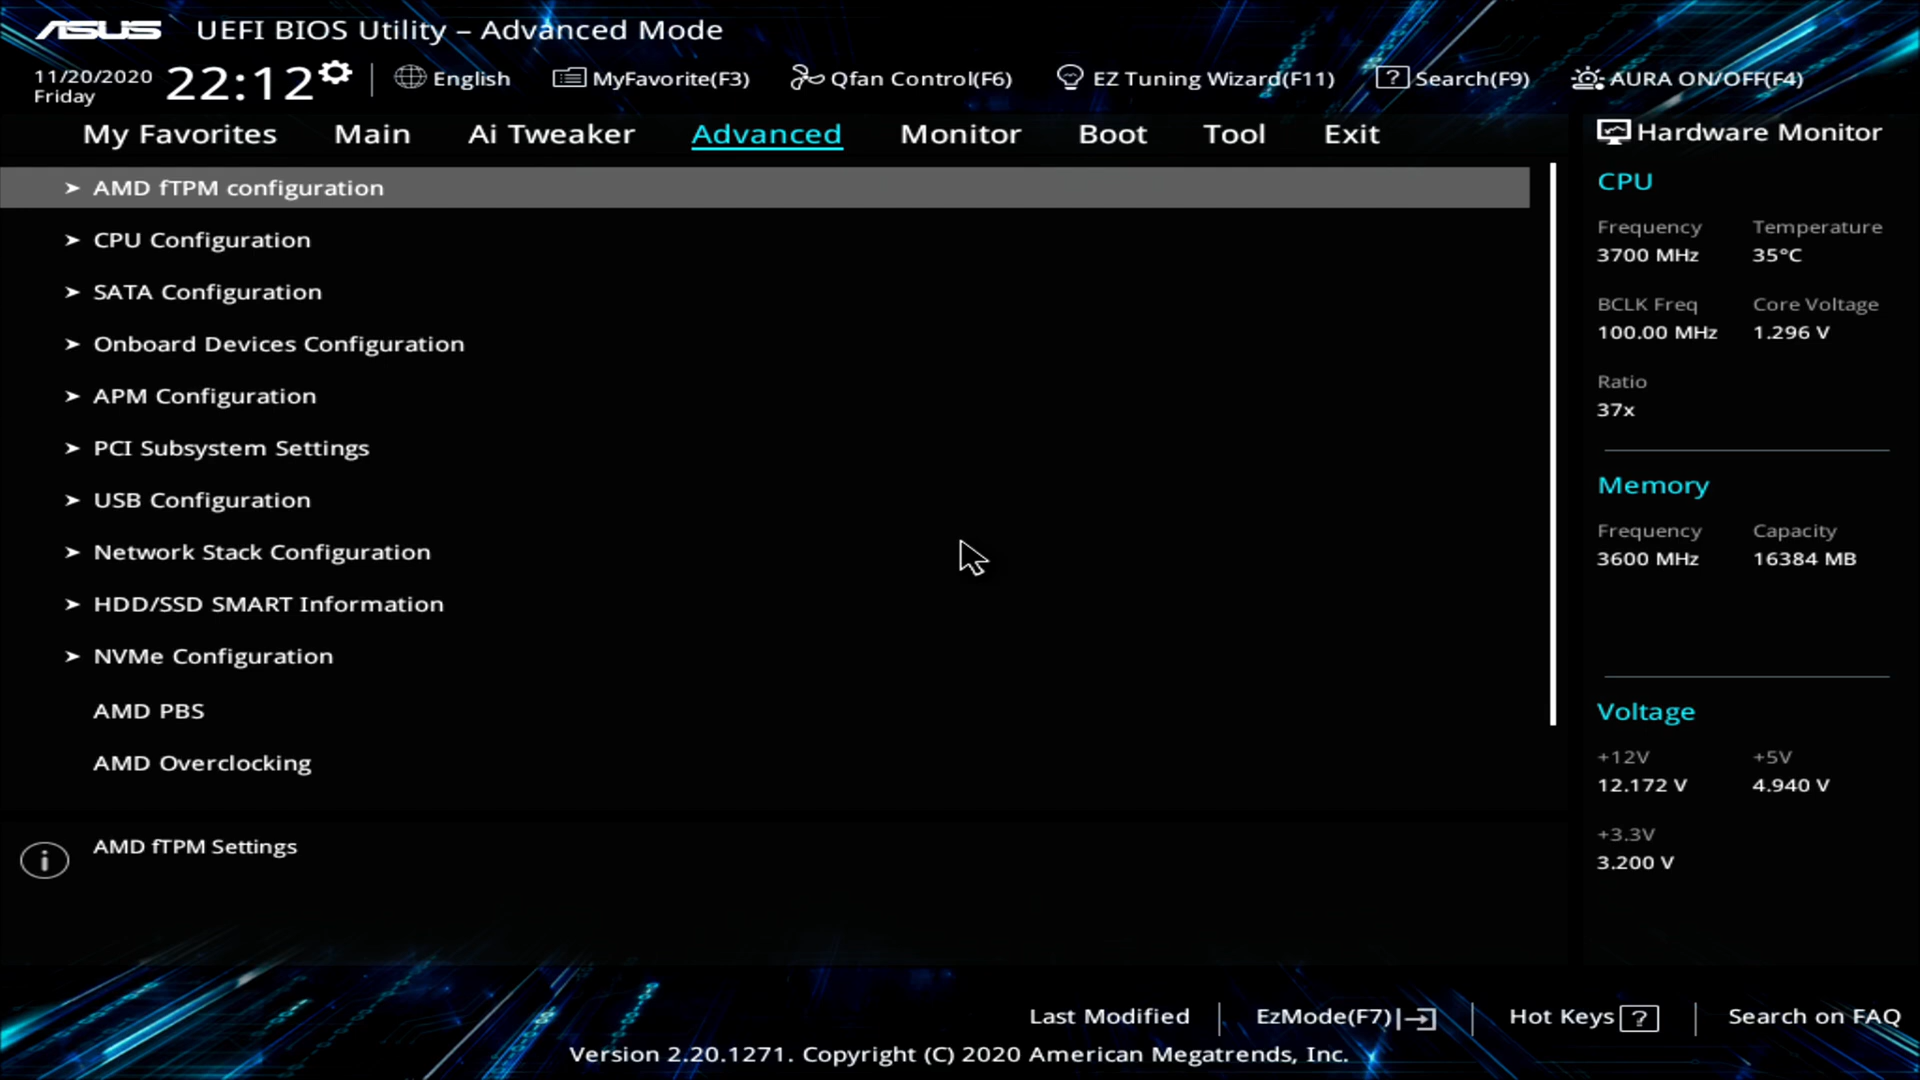 ASUS UEFI BIOS Utility – Advanced Mode
11/20/2020
Friday
22:12
English
MyFavorite(F3)
Qfan Control(F6)
EZ Tuning Wizard(F11)
? Search(F9)
AURA ON/OFF(F4)
My Favorites
Main
Ai Tweaker
Advanced
Monitor
Boot
Tool
Exit
AMD fTPM configuration
CPU Configuration
SATA Configuration
Onboard Devices Configuration
APM Configuration
PCI Subsystem Settings
USB Configuration
Network Stack Configuration
HDD/SSD SMART Information
NVMe Configuration
AMD PBS
AMD Overclocking
i AMD fTPM Settings
Hardware Monitor
CPU
Frequency Temperature
3700 MHz 35°C
BCLK Freq Core Voltage
100.00 MHz 1.296 V
Ratio
37x
Memory
Frequency Capacity
3600 MHz 16384 MB
Voltage
+12V +5V
12.172 V 4.940 V
+3.3V
3.200 V
Last Modified
EzMode(F7)
Hot Keys ?
Search on FAQ
Version 2.20.1271. Copyright (C) 2020 American Megatrends, Inc.